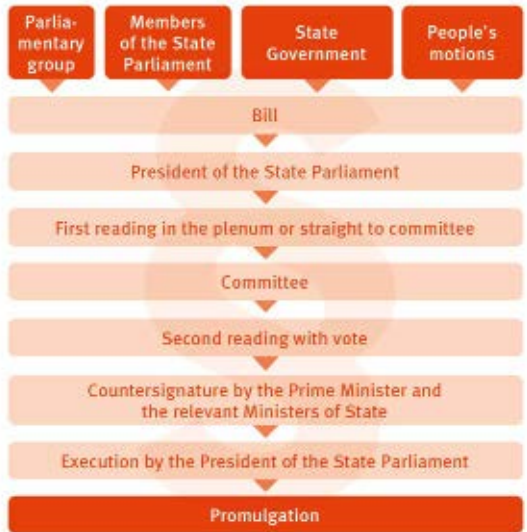 Parlia-
mentary
group
Members
of the State
Parliament
State
Government
People's
motions
Bill
President of the State Parliament
First reading in the plenum or straight to committee
Committee
Second reading with vote
Countersignature by the Prime Minister and
the relevant Ministers of State
Execution by the President of the State Parliament
Promulgation